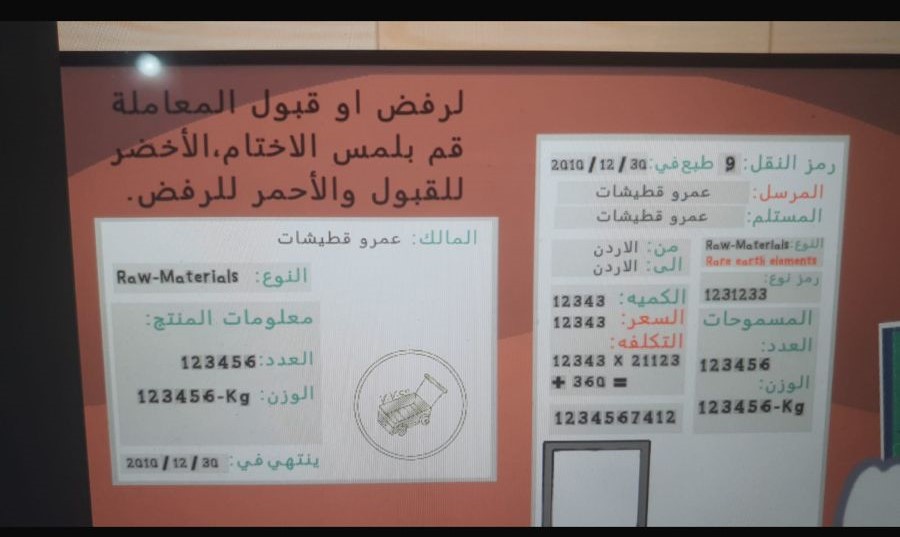 لرفض او قبول المعاملة
قم بلمس الاختام،الأخضر
للقبول والأحمر للرفض.
المالك: عمرو قطيشات
النوع: Raw-Materials
معلومات المنتج:
العدد:123456
الوزن: 123456-Kg
ينتهي في: 2010/12/30
رمز النقل: 9 طبع في: 2010/12/30
المرسل: عمرو قطيشات
المستلم: عمرو قطيشات
من: الاردن
الى: الاردن
النوع:Raw-Materials
Rare earth elements
رمز نوع:
1231233
الكميه: 12343
السعر: 12343
التكلفه:
12343 X 21123
+ 360 =
1234567412
المسموحات
العدد:
123456
الوزن:
123456-Kg